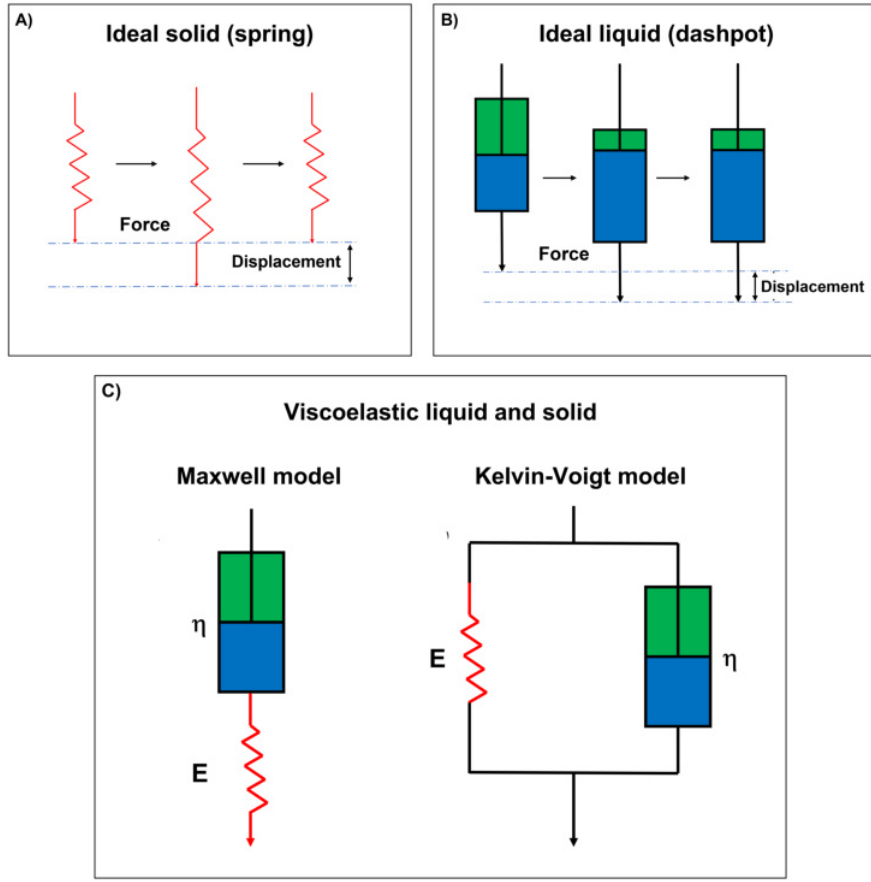 A)
Ideal solid (spring)
Force
Displacement
B)
Ideal liquid (dashpot)
Force
Displacement
C)
Viscoelastic liquid and solid
Maxwell model
η
E
Kelvin-Voigt model
E
η